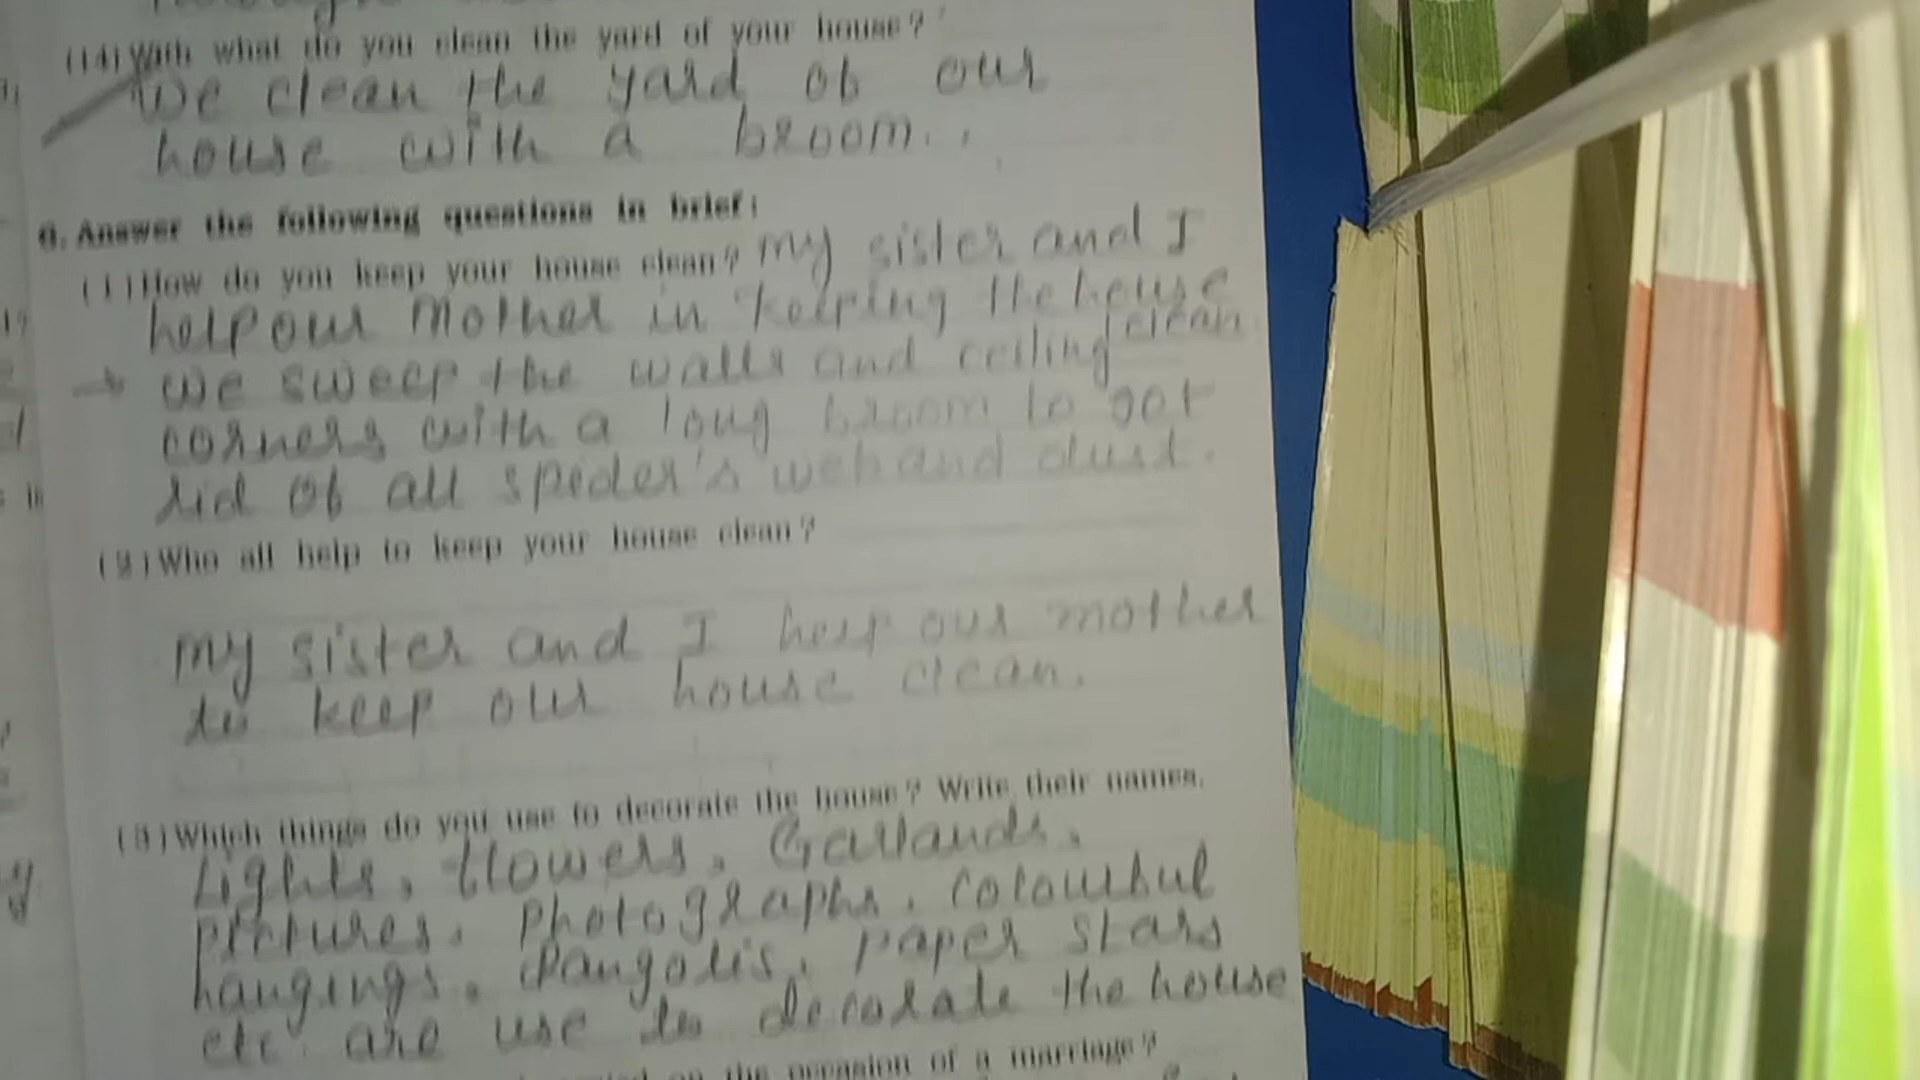 (14) With what do you clean the yard of your house?
We clean the yard of our
house with a broom.
6. Answer the following questions in brief:
(1) How do you keep your house clean? my sister and I
help our mother in keeping the house
clean.
→ we sweep the walls and ceiling
corners with a long broom to get
rid of all speder's web and dust.
(2) Who all help to keep your house clean?
my sister and I help our mother
to keep our house clean.
(3) Which things do you use to decorate the house? Write their names.
Lights, flowers, Garlands,
pictures, photographs, colourful
hangings, Rangolis, paper stars
etc. are use to decorate the house
on the occasion of a marriage?